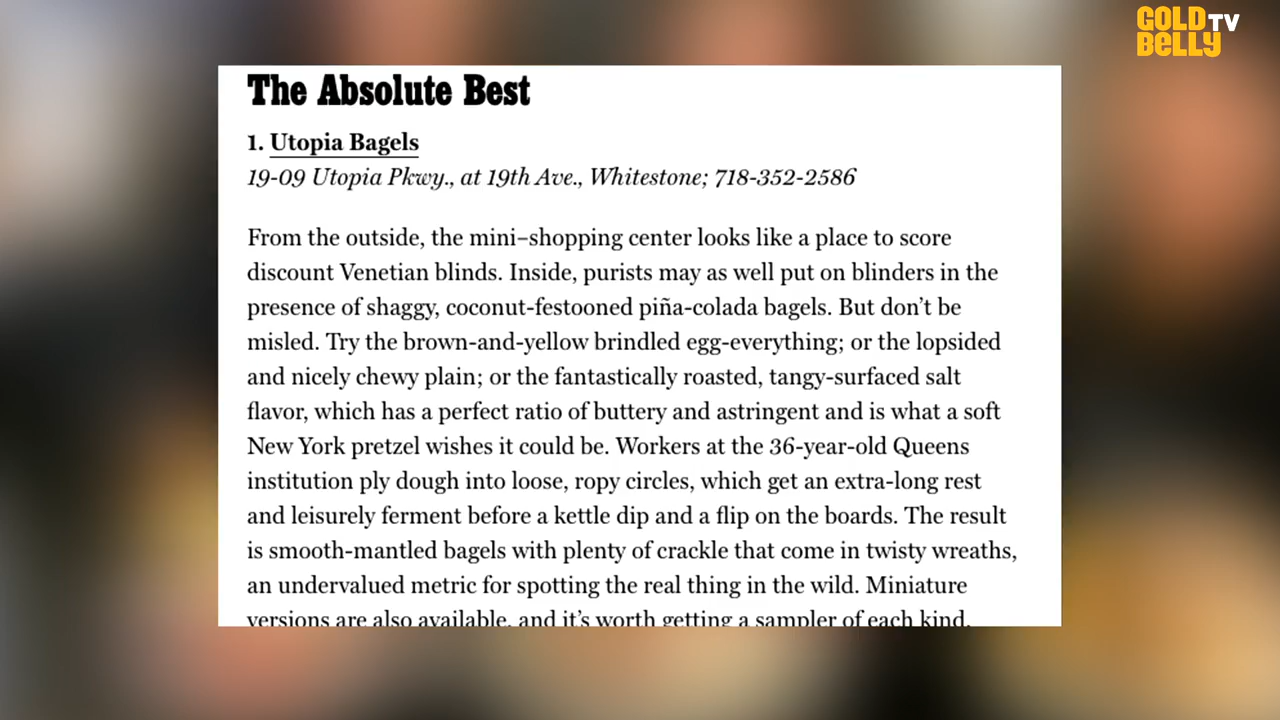 GOLD TV
BELLY
The Absolute Best
1. Utopia Bagels
19-09 Utopia Pkwy., at 19th Ave., Whitestone; 718-352-2586
From the outside, the mini–shopping center looks like a place to score
discount Venetian blinds. Inside, purists may as well put on blinders in the
presence of shaggy, coconut-festooned piña-colada bagels. But don’t be
misled. Try the brown-and-yellow brindled egg-everything; or the lopsided
and nicely chewy plain; or the fantastically roasted, tangy-surfaced salt
flavor, which has a perfect ratio of buttery and astringent and is what a soft
New York pretzel wishes it could be. Workers at the 36-year-old Queens
institution ply dough into loose, ropy circles, which get an extra-long rest
and leisurely ferment before a kettle dip and a flip on the boards. The result
is smooth-mantled bagels with plenty of crackle that come in twisty wreaths,
an undervalued metric for spotting the real thing in the wild. Miniature
versions are also available, and it’s worth getting a sampler of each kind.